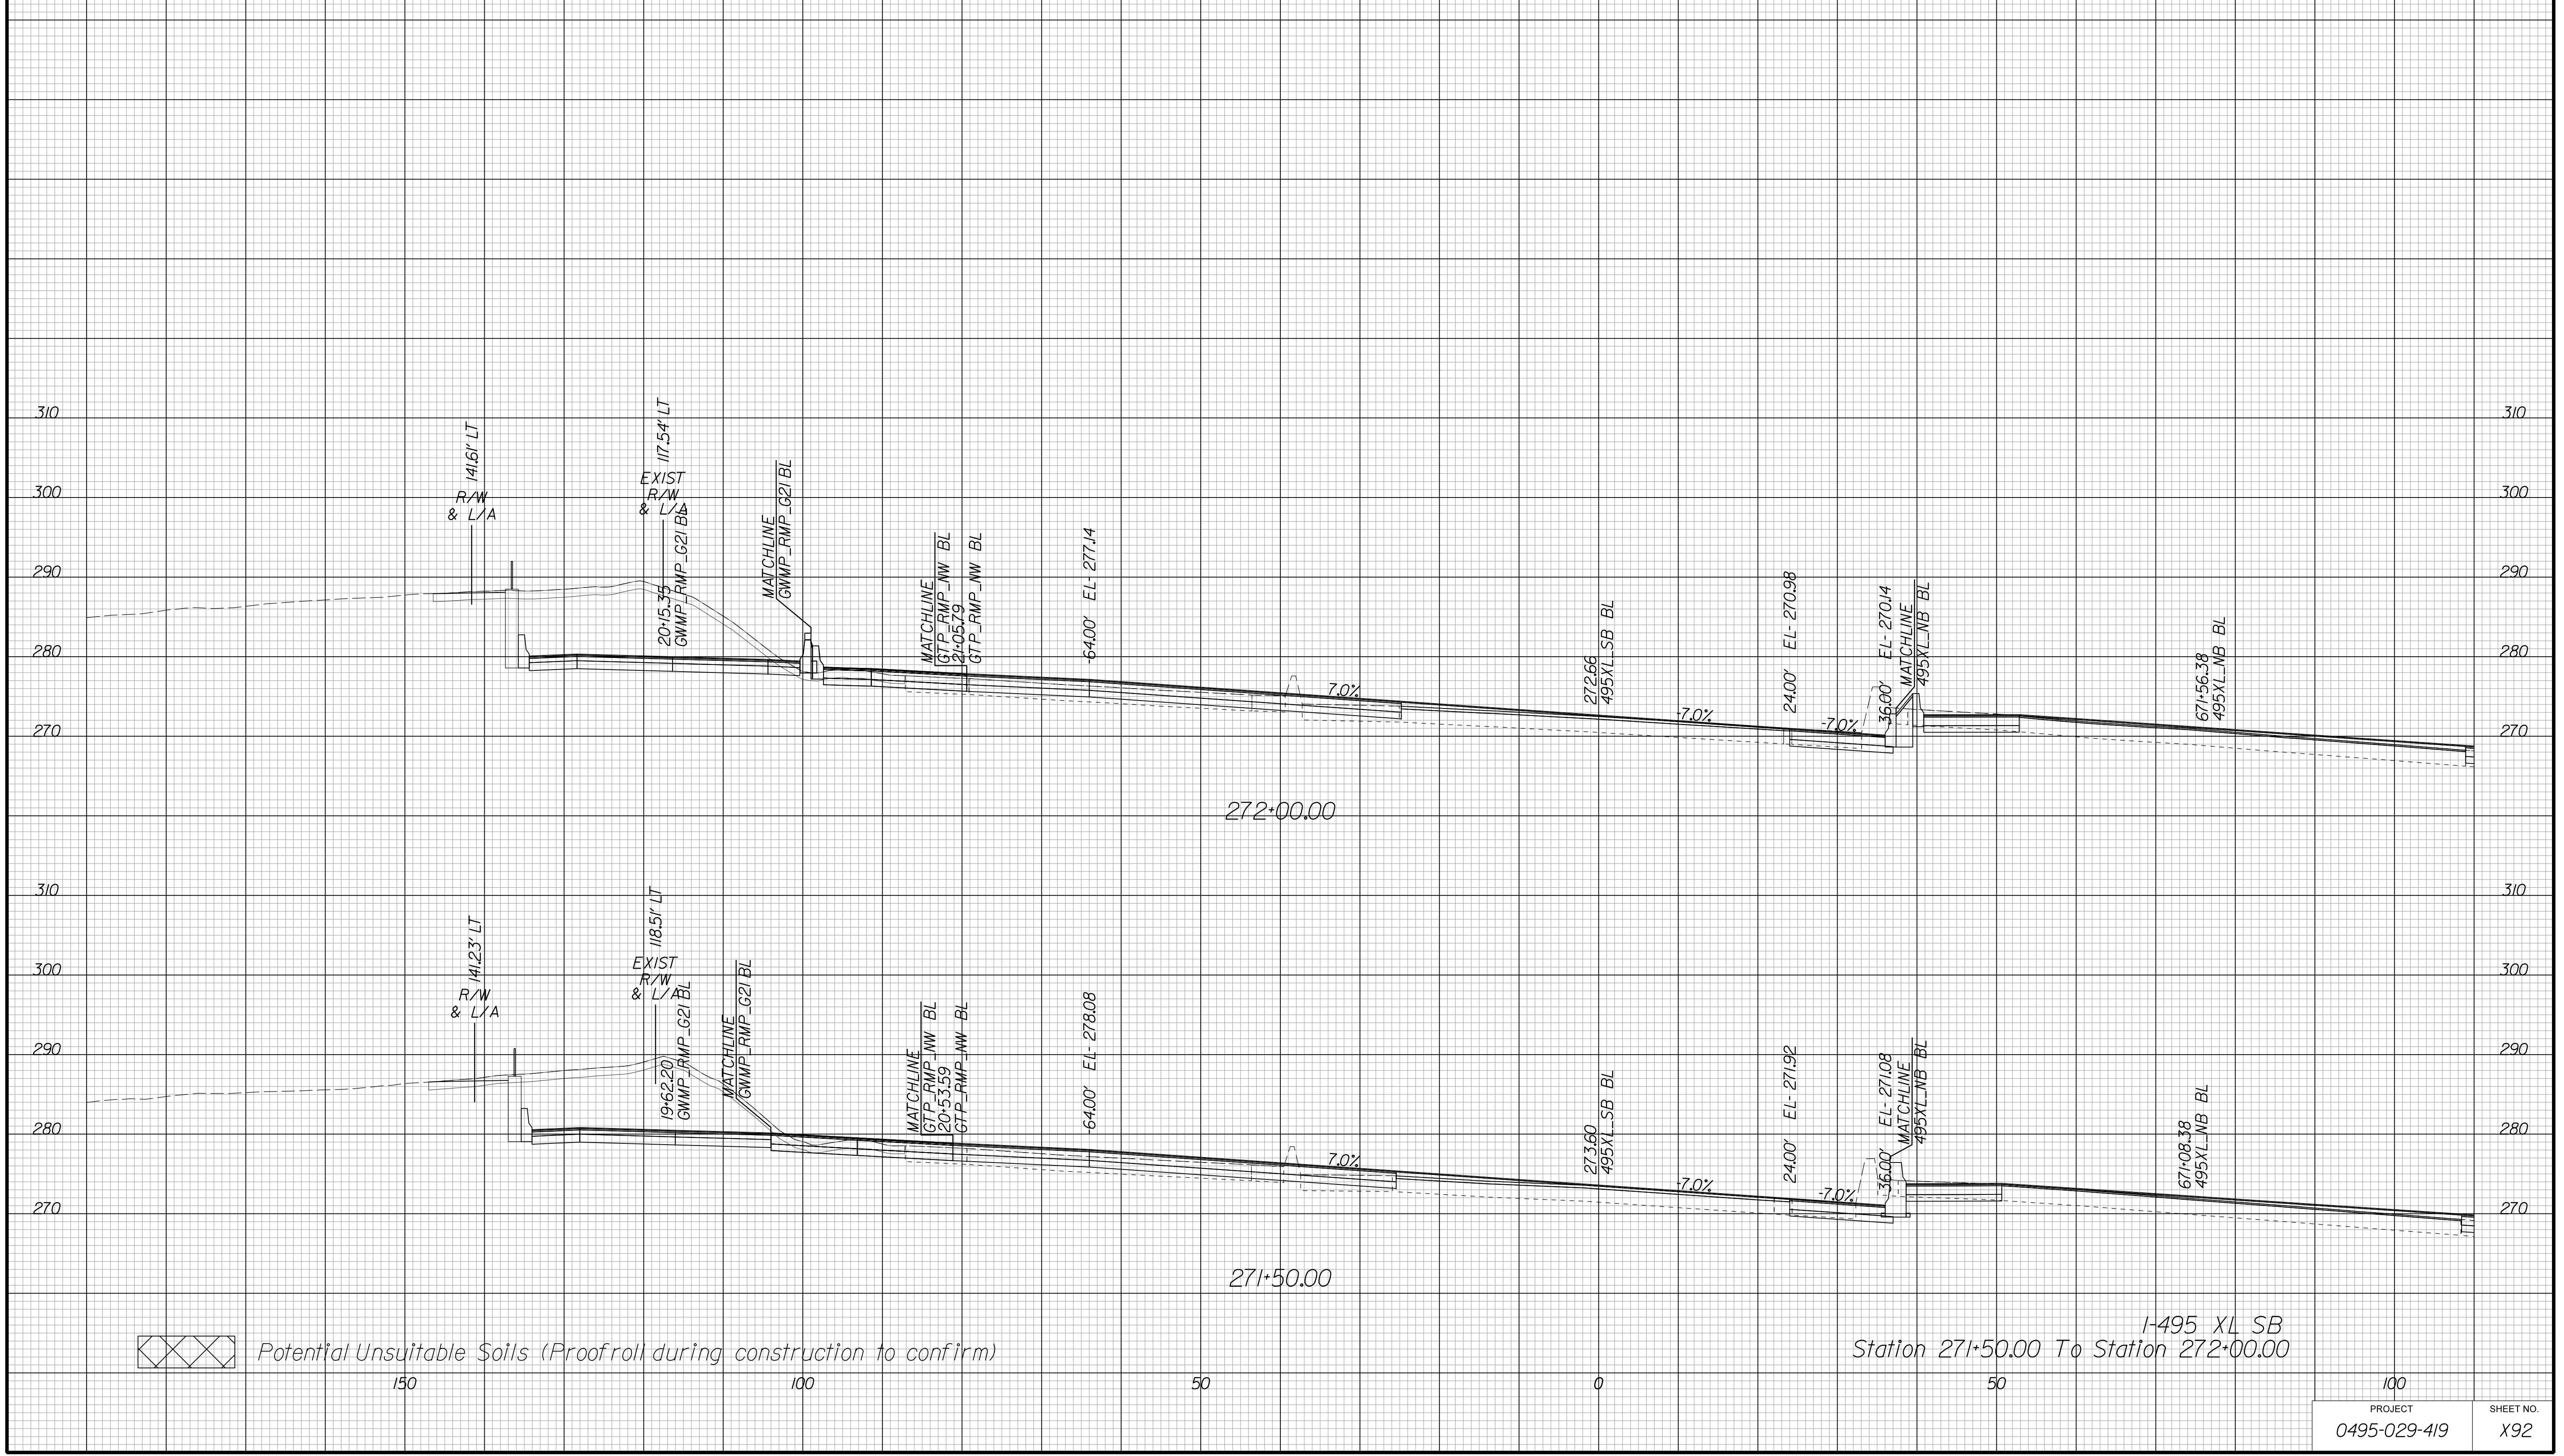 310
310
141.61' LT
117.54' LT
300
300
R/W
& L/A
EXIST
R/W
& L/A
20+15.35
GWMP_RMP_G21 BL
MATCHLINE
GWMP_RMP_G21 BL
MATCHLINE
GTP_RMP_NW BL
21+05.79
GTP_RMP_NW BL
-64.00' EL- 277.14
290
290
7.0%
272.66
495XL_SB BL
-7.0%
24.00' EL- 270.98
-7.0%
36.00' EL- 270.14
MATCHLINE
495XL_NB BL
671+56.38
495XL_NB BL
280
280
270
270
272+00.00
310
310
141.23' LT
118.51' LT
300
300
R/W
& L/A
EXIST
R/W
& L/A
19+62.20
GWMP_RMP_G21 BL
MATCHLINE
GWMP_RMP_G21 BL
MATCHLINE
GTP_RMP_NW BL
20+53.59
GTP_RMP_NW BL
-64.00' EL- 278.08
290
290
7.0%
273.60
495XL_SB BL
-7.0%
24.00' EL- 271.92
-7.0%
36.00' EL- 271.08
MATCHLINE
495XL_NB BL
671+08.38
495XL_NB BL
280
280
270
270
271+50.00
Potential Unsuitable Soils (Proofroll during construction to confirm)
I-495 XL SB
Station 271+50.00 To Station 272+00.00
150
100
50
0
50
100
PROJECT
0495-029-419
SHEET NO.
X92